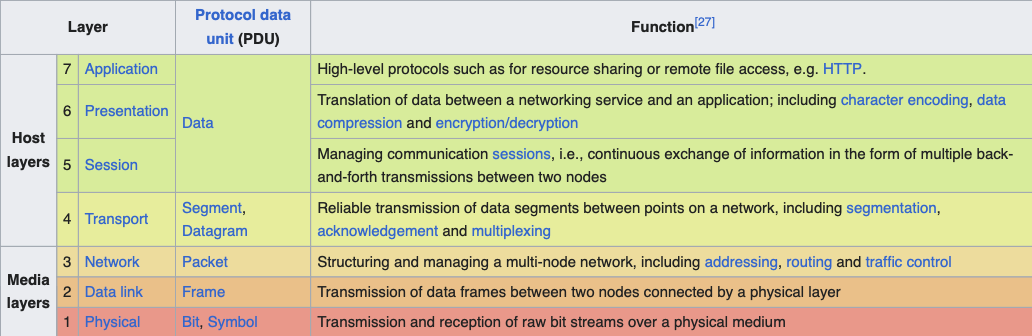 Layer
Protocol data
unit (PDU)
Function[27]
Host
layers
7 Application
Data
High-level protocols such as for resource sharing or remote file access, e.g. HTTP.
6 Presentation
Translation of data between a networking service and an application; including character encoding, data
compression and encryption/decryption
5 Session
Managing communication sessions, i.e., continuous exchange of information in the form of multiple back-
and-forth transmissions between two nodes
4 Transport
Segment,
Datagram
Reliable transmission of data segments between points on a network, including segmentation,
acknowledgement and multiplexing
Media
layers
3 Network
Packet
Structuring and managing a multi-node network, including addressing, routing and traffic control
2 Data link
Frame
Transmission of data frames between two nodes connected by a physical layer
1 Physical
Bit, Symbol
Transmission and reception of raw bit streams over a physical medium